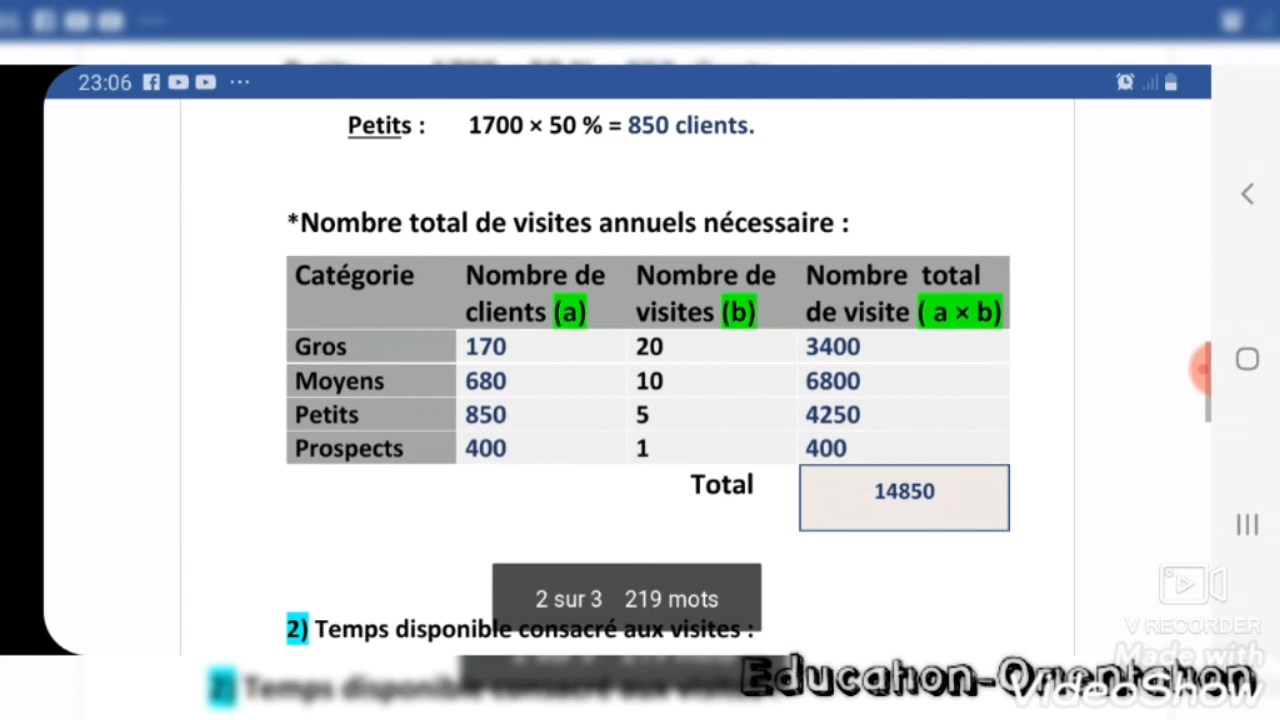 23:06
Petits : 1700 × 50 % = 850 clients.
*Nombre total de visites annuels nécessaire :
Catégorie Nombre de clients (a) Nombre de visites (b) Nombre total de visite ( a × b)
Gros 170 20 3400
Moyens 680 10 6800
Petits 850 5 4250
Prospects 400 1 400
Total 14850
2 sur 3 219 mots
2) Temps disponible consacré aux visites :
V RECORDER
Made with
VideoShow
Education-Orientation